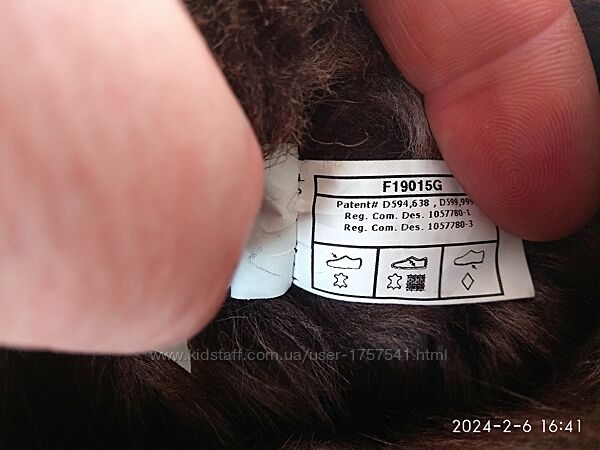 F19015G
Patent# D594,638 , D599,999
Reg. Com. Des. 1057780-1
Reg. Com. Des. 1057780-3
www.kidstaff.com.ua/user-1757541.html
2024-2-6 16:41